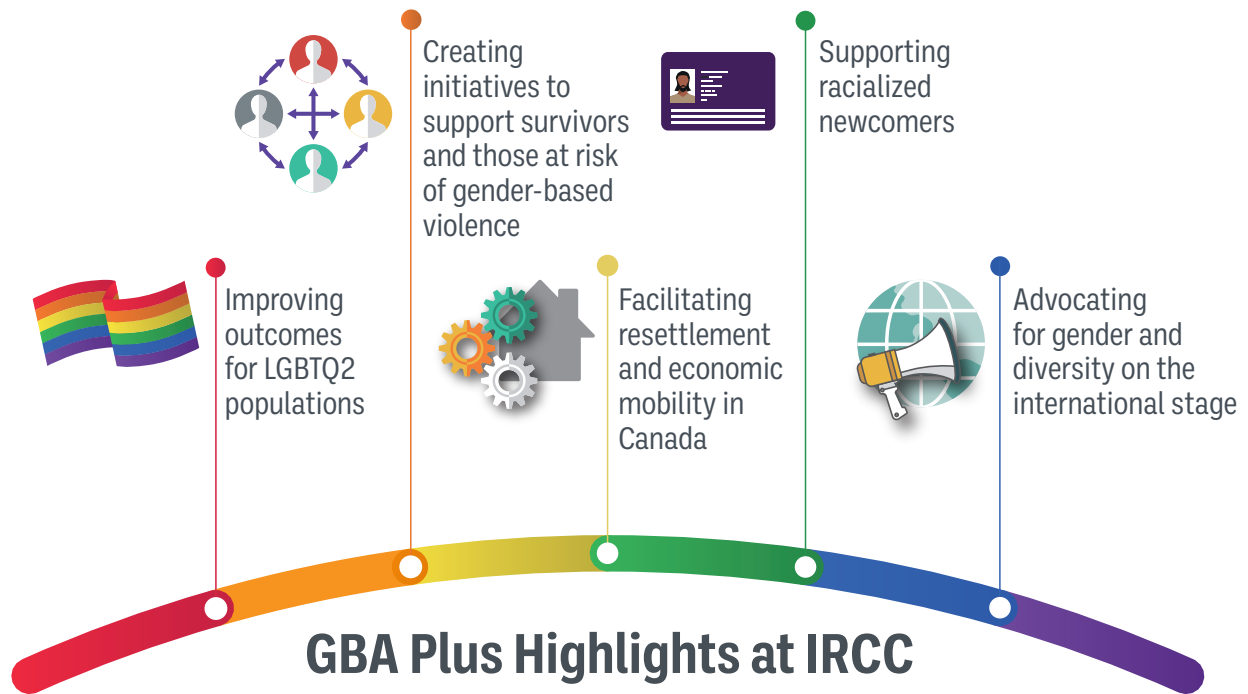 Improving
outcomes
for LGBTQ2
populations
Creating
initiatives to
support survivors
and those at risk
of gender-based
violence
Facilitating
resettlement
and economic
mobility in
Canada
Supporting
racialized
newcomers
Advocating
for gender and
diversity on the
international stage
GBA Plus Highlights at IRCC